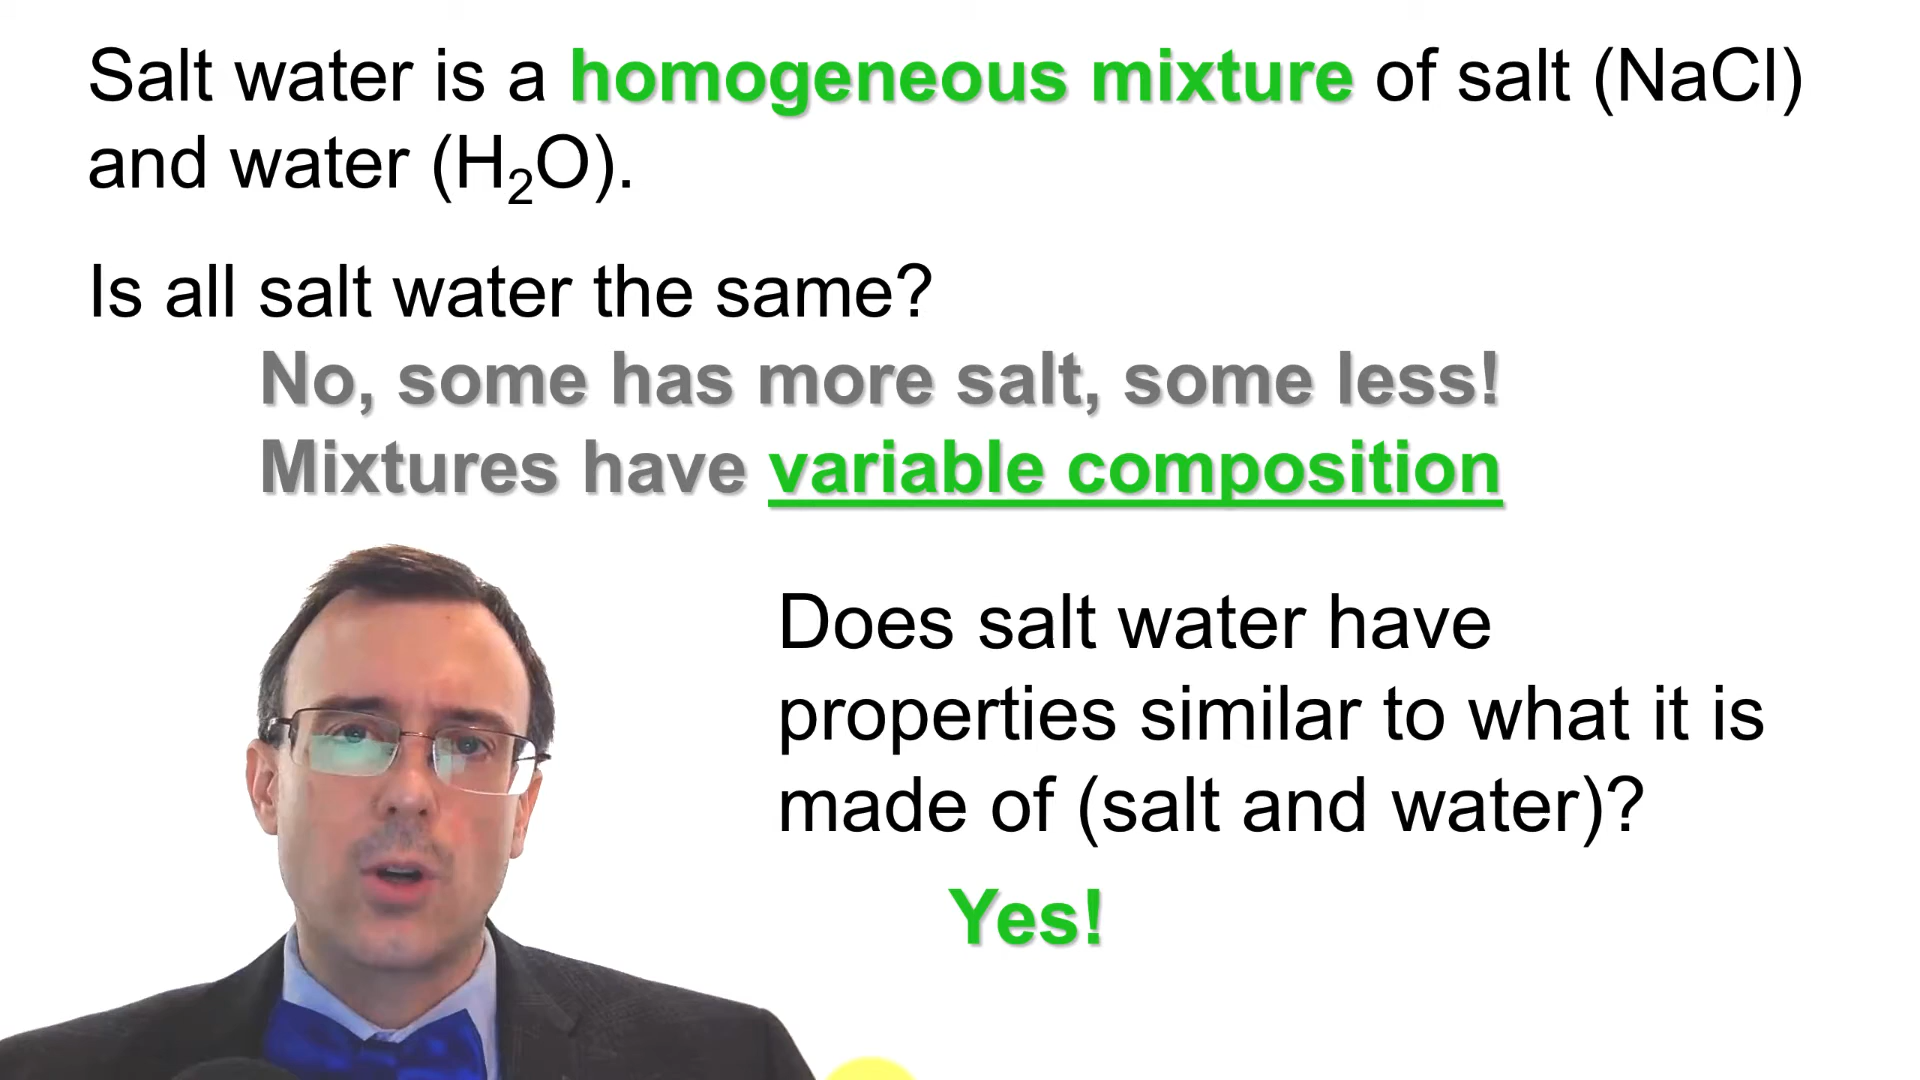 Salt water is a homogeneous mixture of salt (NaCl)
and water (H₂O).
Is all salt water the same?
No, some has more salt, some less!
Mixtures have variable composition
Does salt water have
properties similar to what it is
made of (salt and water)?
Yes!